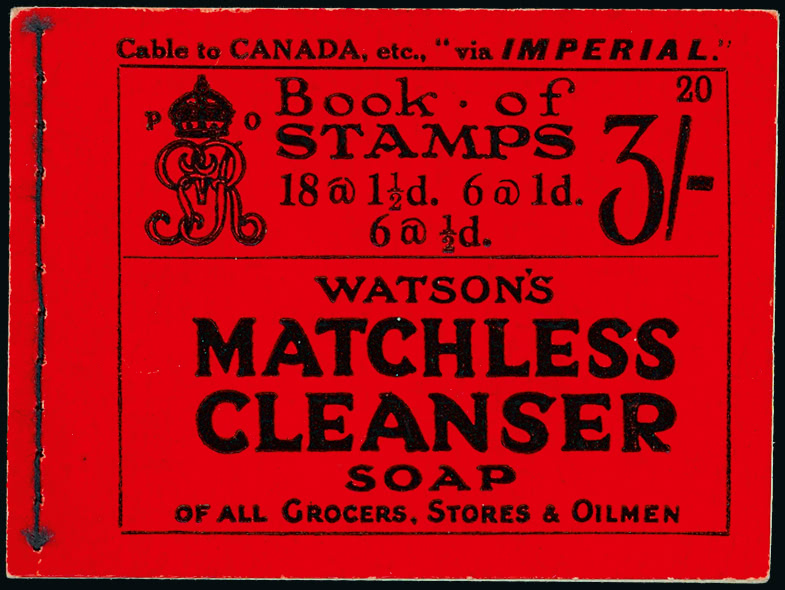 Cable to CANADA, etc., "via IMPERIAL."
20
P O
Book · of
STAMPS
3/-
18 @ 1½d. 6 @ 1d.
6 @ ½d.
WATSON'S
MATCHLESS
CLEANSER
SOAP
OF ALL GROCERS, STORES & OILMEN